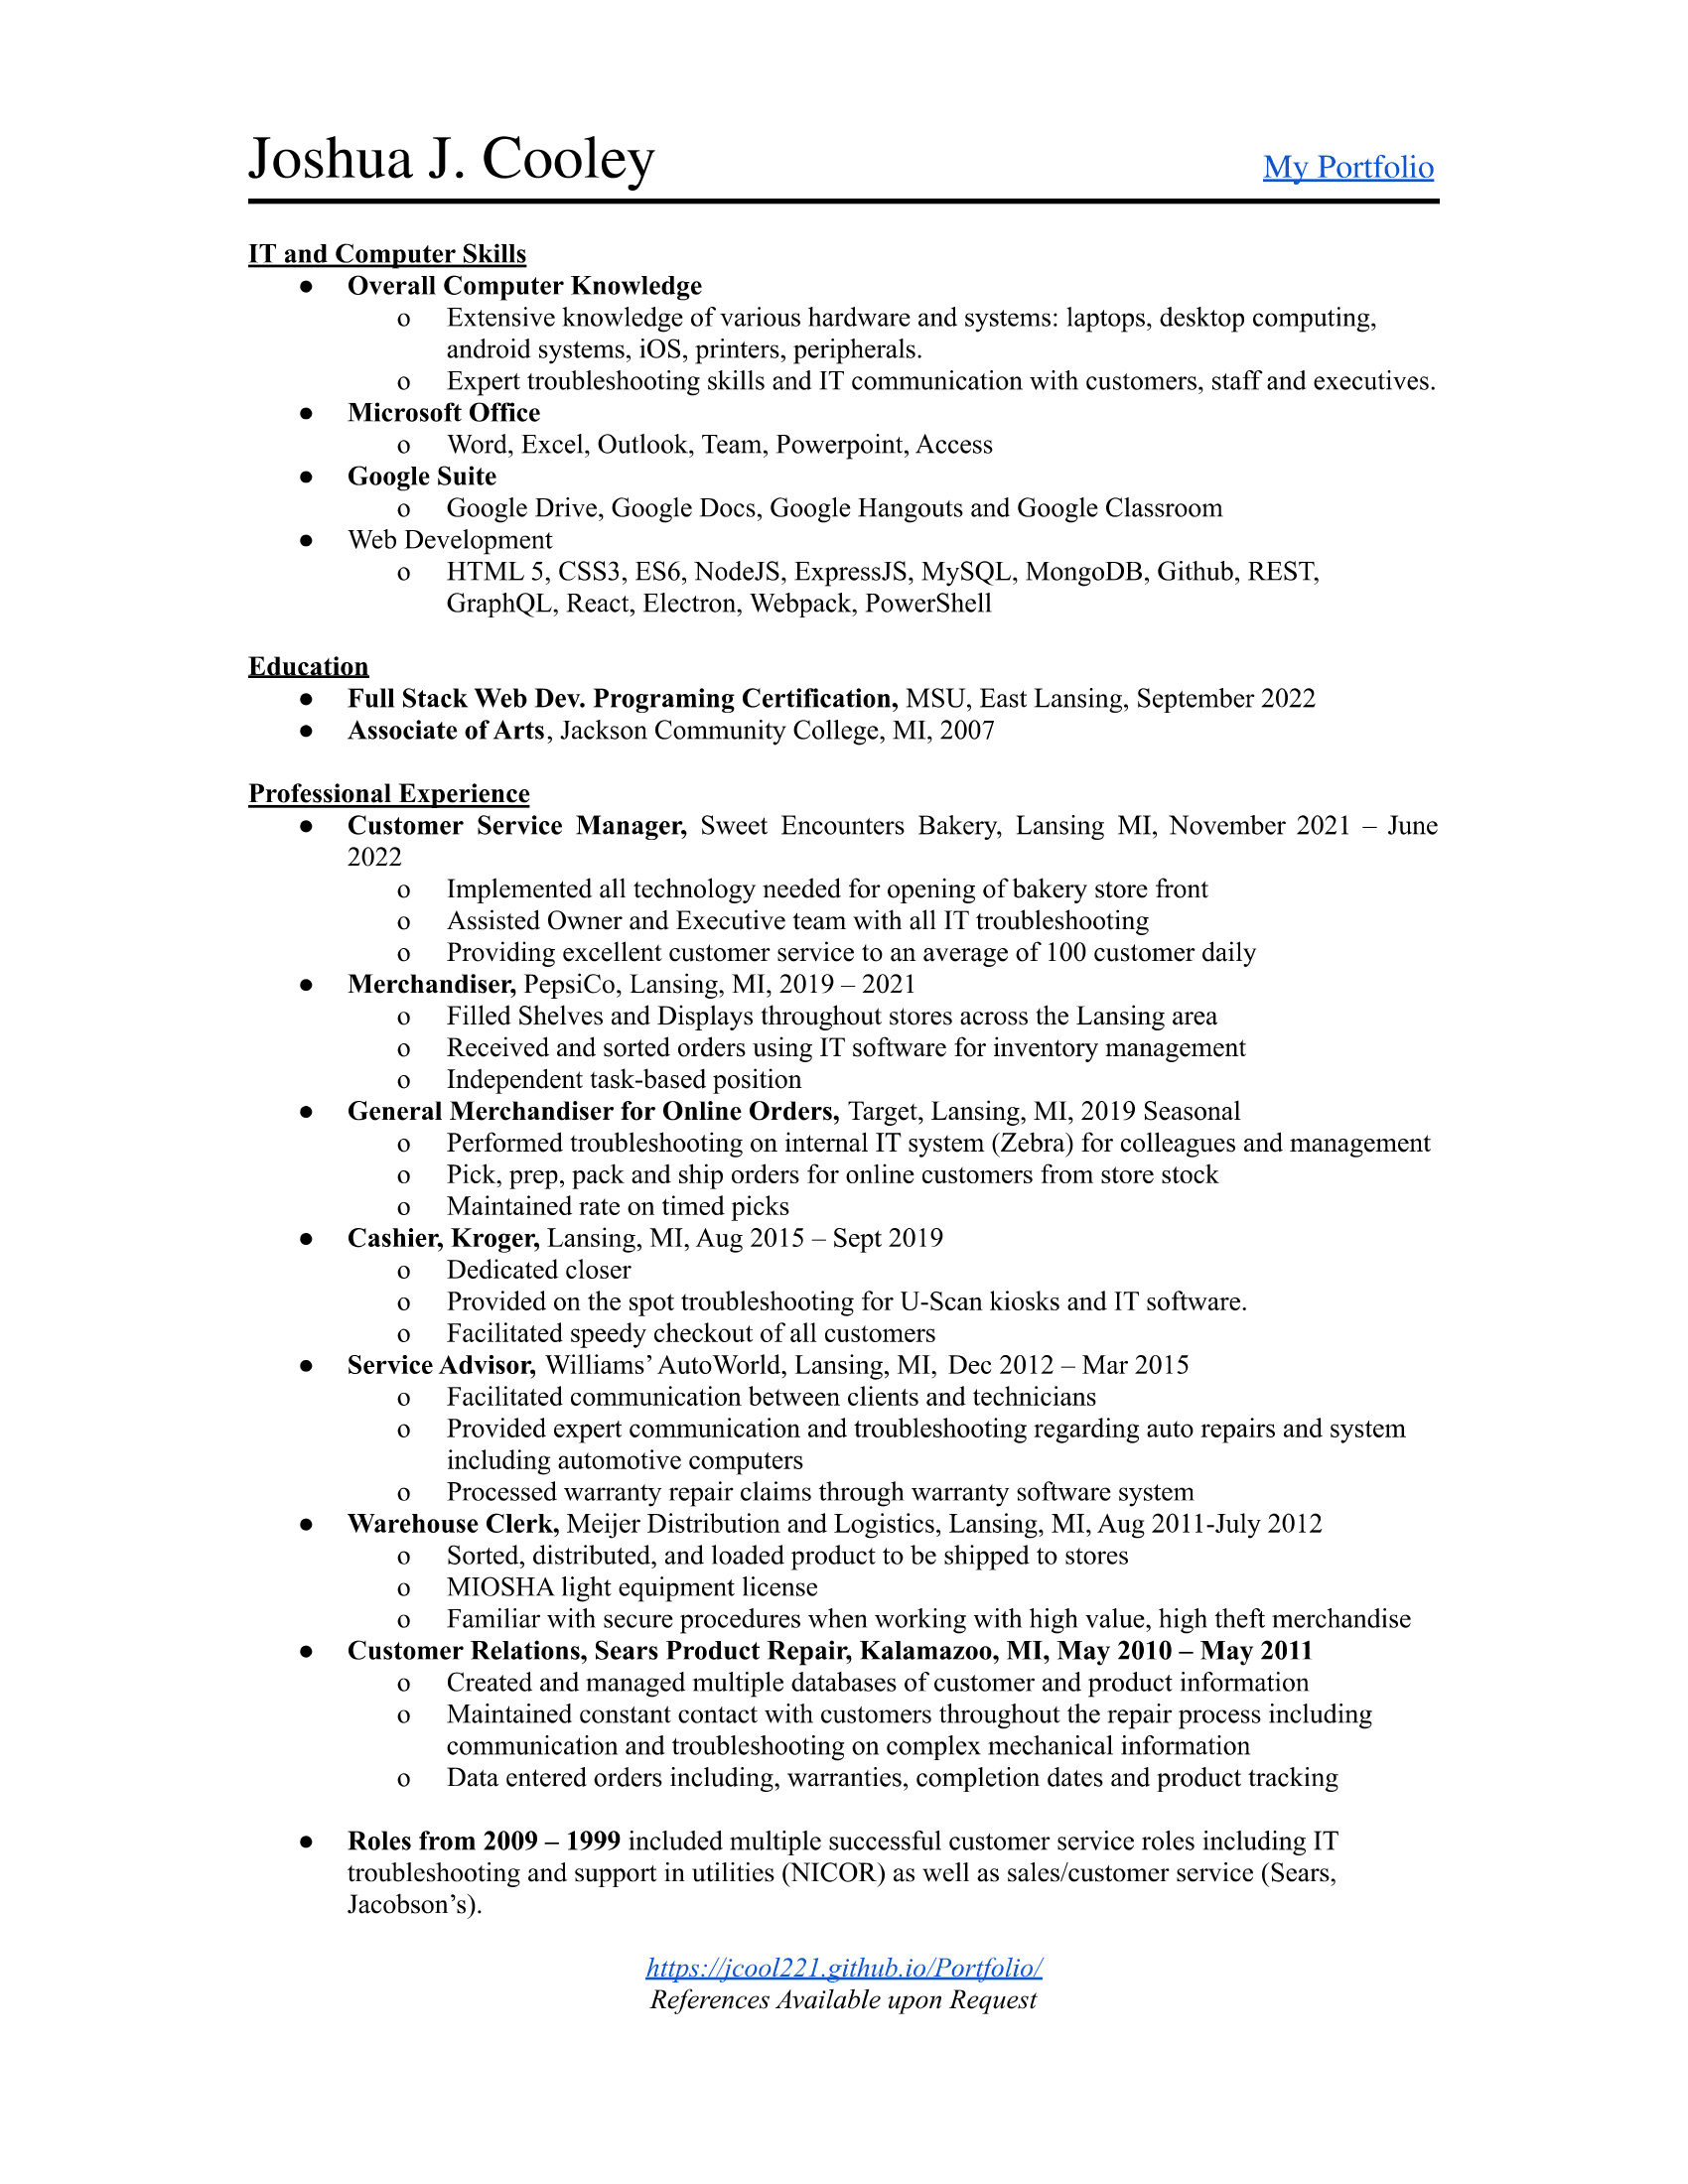 Joshua J. Cooley My Portfolio
IT and Computer Skills
● Overall Computer Knowledge
o Extensive knowledge of various hardware and systems: laptops, desktop computing,
android systems, iOS, printers, peripherals.
o Expert troubleshooting skills and IT communication with customers, staff and executives.
● Microsoft Office
o Word, Excel, Outlook, Team, Powerpoint, Access
● Google Suite
o Google Drive, Google Docs, Google Hangouts and Google Classroom
● Web Development
o HTML 5, CSS3, ES6, NodeJS, ExpressJS, MySQL, MongoDB, Github, REST,
GraphQL, React, Electron, Webpack, PowerShell
Education
● Full Stack Web Dev. Programing Certification, MSU, East Lansing, September 2022
● Associate of Arts, Jackson Community College, MI, 2007
Professional Experience
● Customer Service Manager, Sweet Encounters Bakery, Lansing MI, November 2021 – June
2022
o Implemented all technology needed for opening of bakery store front
o Assisted Owner and Executive team with all IT troubleshooting
o Providing excellent customer service to an average of 100 customer daily
● Merchandiser, PepsiCo, Lansing, MI, 2019 – 2021
o Filled Shelves and Displays throughout stores across the Lansing area
o Received and sorted orders using IT software for inventory management
o Independent task-based position
● General Merchandiser for Online Orders, Target, Lansing, MI, 2019 Seasonal
o Performed troubleshooting on internal IT system (Zebra) for colleagues and management
o Pick, prep, pack and ship orders for online customers from store stock
o Maintained rate on timed picks
● Cashier, Kroger, Lansing, MI, Aug 2015 – Sept 2019
o Dedicated closer
o Provided on the spot troubleshooting for U-Scan kiosks and IT software.
o Facilitated speedy checkout of all customers
● Service Advisor, Williams’ AutoWorld, Lansing, MI, Dec 2012 – Mar 2015
o Facilitated communication between clients and technicians
o Provided expert communication and troubleshooting regarding auto repairs and system
including automotive computers
o Processed warranty repair claims through warranty software system
● Warehouse Clerk, Meijer Distribution and Logistics, Lansing, MI, Aug 2011-July 2012
o Sorted, distributed, and loaded product to be shipped to stores
o MIOSHA light equipment license
o Familiar with secure procedures when working with high value, high theft merchandise
● Customer Relations, Sears Product Repair, Kalamazoo, MI, May 2010 – May 2011
o Created and managed multiple databases of customer and product information
o Maintained constant contact with customers throughout the repair process including
communication and troubleshooting on complex mechanical information
o Data entered orders including, warranties, completion dates and product tracking
● Roles from 2009 – 1999 included multiple successful customer service roles including IT
troubleshooting and support in utilities (NICOR) as well as sales/customer service (Sears,
Jacobson’s).
https://jcool221.github.io/Portfolio/
References Available upon Request